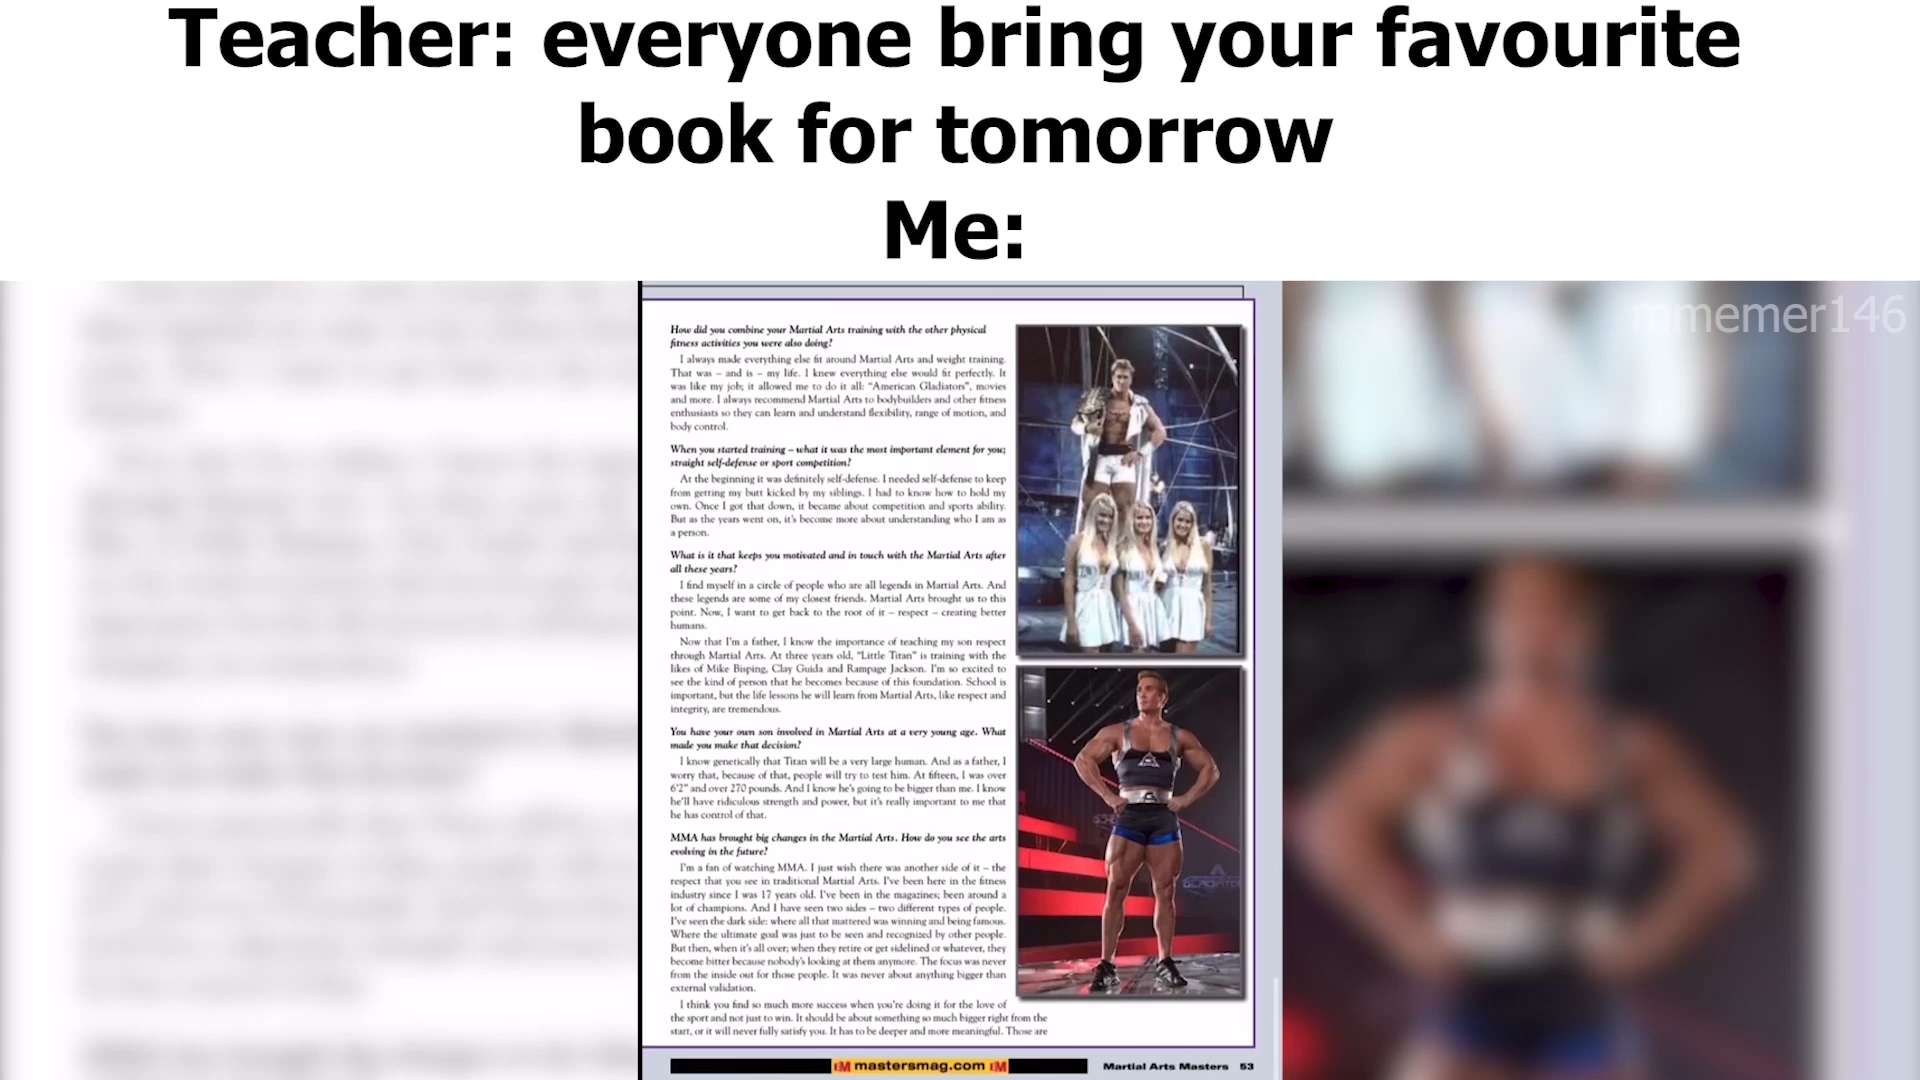 Teacher: everyone bring your favourite
book for tomorrow
Me:
mmemer146
How did you combine your Martial Arts training with the other physical
fitness activities you were also doing?
I always made everything else fit around Martial Arts and weight training.
That was – and is – my life. I knew everything else would fit perfectly. It
was like my job; it allowed me to do it all: "American Gladiators", movies
and more. I always recommend Martial Arts to bodybuilders and other fitness
enthusiasts so they can learn and understand flexibility, range of motion, and
body control.
When you started training – what it was the most important element for you;
straight self-defense or sport competition?
At the beginning it was definitely self-defense. I needed self-defense to keep
from getting my butt kicked by my siblings. I had to know how to hold my
own. Once I got that down, it became about competition and sports ability.
But as the years went on, it's become more about understanding who I am as
a person.
What is it that keeps you motivated and in touch with the Martial Arts after
all these years?
I find myself in a circle of people who are all legends in Martial Arts. And
these legends are some of my closest friends. Martial Arts brought us to this
point. Now, I want to get back to the root of it – respect – creating better
humans.
Now that I'm a father, I know the importance of teaching my son respect
through Martial Arts. At three years old, "Little Titan" is training with the
likes of Mike Bisping, Clay Guida and Rampage Jackson. I'm so excited to
see the kind of person that he becomes because of this foundation. School is
important, but the life lessons he will learn from Martial Arts, like respect and
integrity, are tremendous.
You have your own son involved in Martial Arts at a very young age. What
made you make that decision?
I know genetically that Titan will be a very large human. And as a father, I
worry that, because of that, people will try to test him. At fifteen, I was over
6'2" and over 270 pounds. And I know he's going to be bigger than me. I know
he'll have ridiculous strength and power, but it's really important to me that
he has control of that.
MMA has brought big changes in the Martial Arts. How do you see the arts
evolving in the future?
I'm a fan of watching MMA. I just wish there was another side of it – the
respect that you see in traditional Martial Arts. I've been here in the fitness
industry since I was 17 years old. I've been in the magazines; been around a
lot of champions. And I have seen two sides – two different types of people.
I've seen the dark side: where all that mattered was winning and being famous.
Where the ultimate goal was just to be seen and recognized by other people.
But then, when it's all over; when they retire or get sidelined or whatever, they
become bitter because nobody's looking at them anymore. The focus was never
from the inside out for those people. It was never about anything bigger than
external validation.
I think you find so much more success when you're doing it for the love of
the sport and not just to win. It should be about something so much bigger right from the
start, or it will never fully satisfy you. It has to be deeper and more meaningful. Those are
mastersmag.com
Martial Arts Masters 53